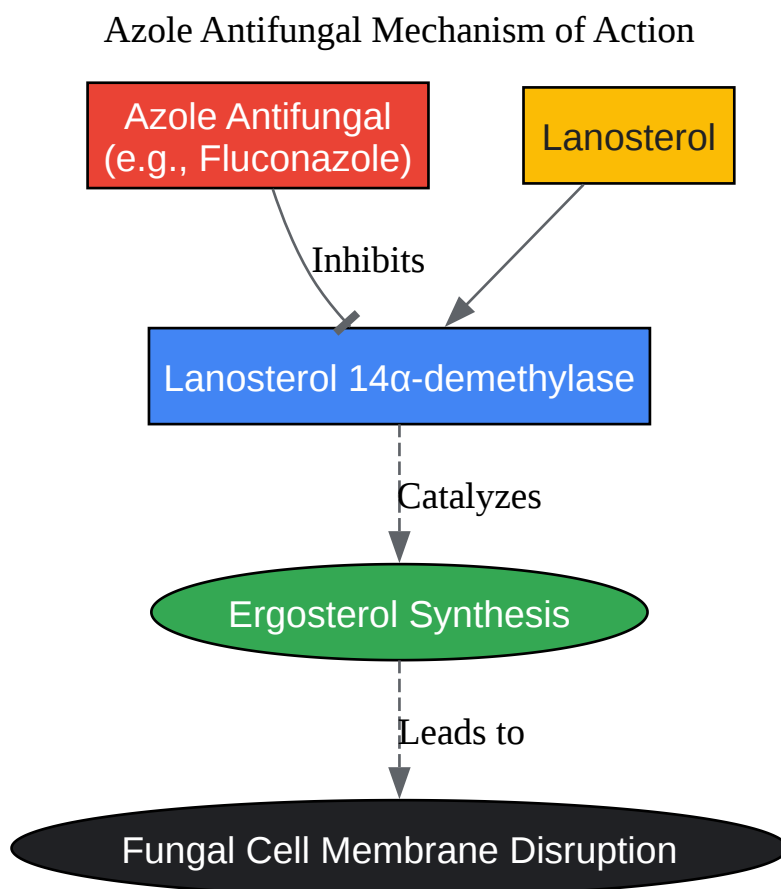 Azole Antifungal Mechanism of Action
Azole Antifungal
(e.g., Fluconazole)
Lanosterol
Inhibits
Lanosterol 14α-demethylase
Catalyzes
Ergosterol Synthesis
Leads to
Fungal Cell Membrane Disruption